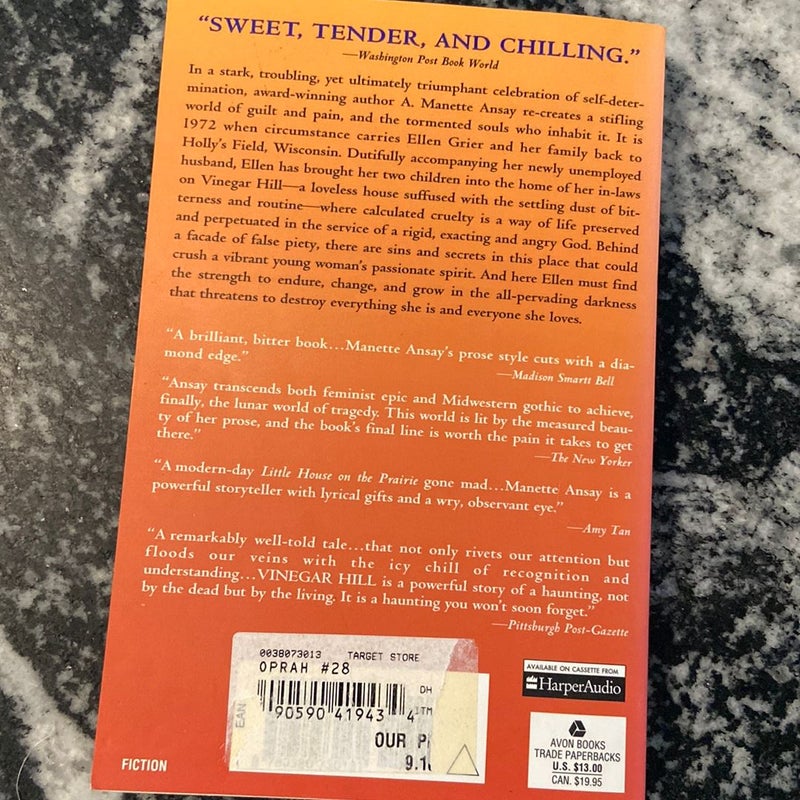 “SWEET, TENDER, AND CHILLING.”
—Washington Post Book World
In a stark, troubling, yet ultimately triumphant celebration of self-deter-
mination, award-winning author A. Manette Ansay re-creates a stifling
world of guilt and pain, and the tormented souls who inhabit it. It is
1972 when circumstance carries Ellen Grier and her family back to
Holly’s Field, Wisconsin. Dutifully accompanying her newly unemployed
husband, Ellen has brought her two children into the home of her in-laws
on Vinegar Hill—a loveless house suffused with the settling dust of bit-
terness and routine—where calculated cruelty is a way of life preserved
and perpetuated in the service of a rigid, exacting and angry God. Behind
a facade of false piety, there are sins and secrets in this place that could
crush a vibrant young woman’s passionate spirit. And here Ellen must find
the strength to endure, change, and grow in the all-pervading darkness
that threatens to destroy everything she is and everyone she loves.
“A brilliant, bitter book…Manette Ansay’s prose style cuts with a dia-
mond edge.”
—Madison Smartt Bell
“Ansay transcends both feminist epic and Midwestern gothic to achieve,
finally, the lunar world of tragedy. This world is lit by the measured beau-
ty of her prose, and the book’s final line is worth the pain it takes to get
there.”
—The New Yorker
“A modern-day Little House on the Prairie gone mad…Manette Ansay is a
powerful storyteller with lyrical gifts and a wry, observant eye.”
—Amy Tan
“A remarkably well-told tale…that not only rivets our attention but
floods our veins with the icy chill of recognition and
understanding…VINEGAR HILL is a powerful story of a haunting, not
by the dead but by the living. It is a haunting you won’t soon forget.”
—Pittsburgh Post-Gazette
0038073013 TARGET STORE
OPRAH #28
DH
EAN
90590 41943 4 ITM
OUR
9.1
FICTION
AVAILABLE ON CASSETTE FROM
HarperAudio
AVON BOOKS
TRADE PAPERBACKS
U.S. $13.00
CAN. $19.95